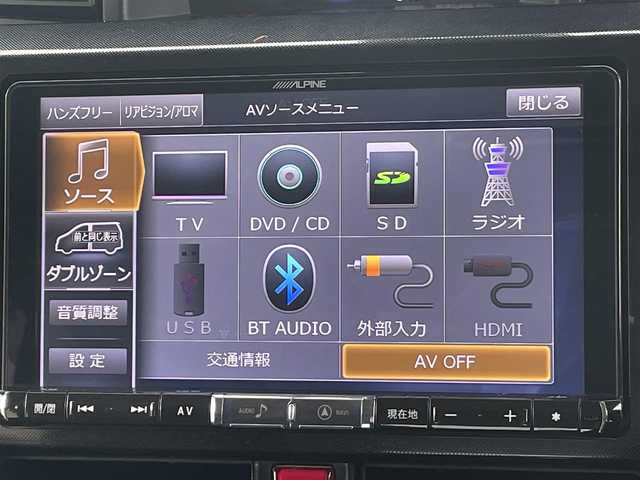 ALPINE
ハンズフリー リアビジョン/アロマ AVソースメニュー 閉じる
ソース
TV DVD / CD SD ラジオ
前と同じ表示
ダブルゾーン
音質調整
USB BT AUDIO 外部入力 HDMI
設定
交通情報 AV OFF
開/閉 AV AUDIO NAVI 現在地 − + *